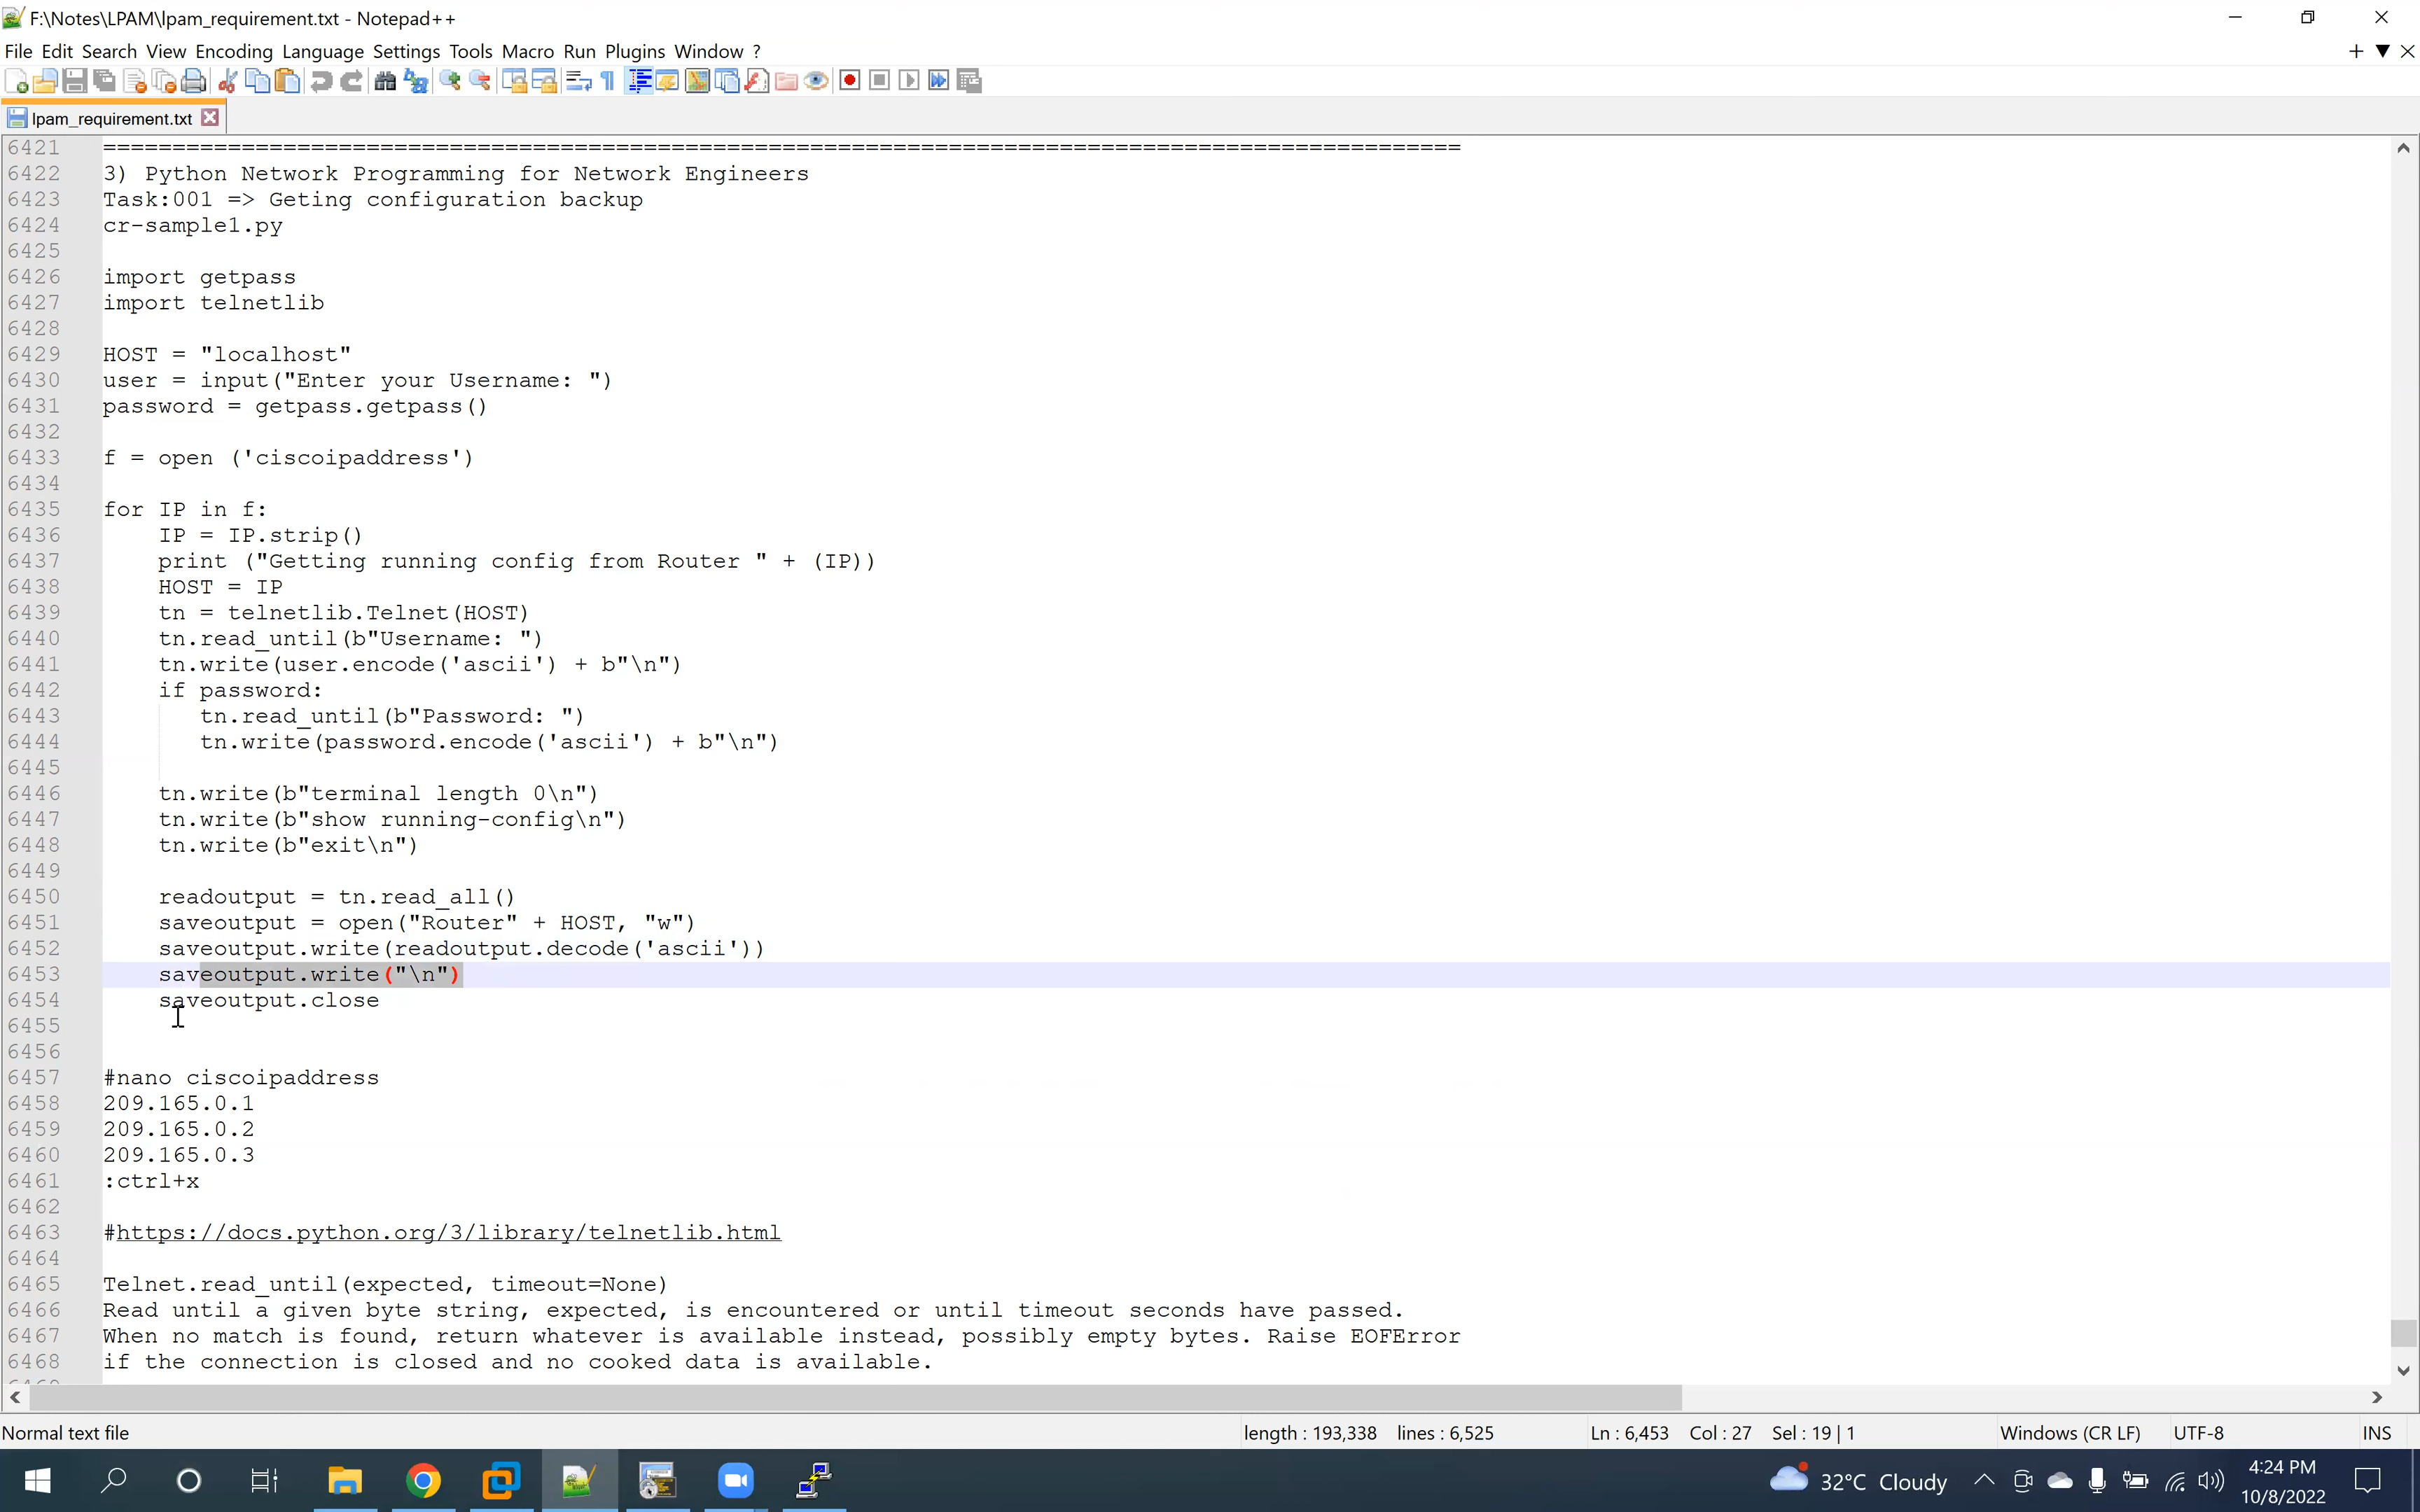 F:\Notes\LPAM\lpam_requirement.txt - Notepad++
File Edit Search View Encoding Language Settings Tools Macro Run Plugins Window ?
lpam_requirement.txt
6421 ==================================================================================================
6422 3) Python Network Programming for Network Engineers
6423 Task:001 => Geting configuration backup
6424 cr-sample1.py
6425
6426 import getpass
6427 import telnetlib
6428
6429 HOST = "localhost"
6430 user = input("Enter your Username: ")
6431 password = getpass.getpass()
6432
6433 f = open ('ciscoipaddress')
6434
6435 for IP in f:
6436     IP = IP.strip()
6437     print ("Getting running config from Router " + (IP))
6438     HOST = IP
6439     tn = telnetlib.Telnet(HOST)
6440     tn.read_until(b"Username: ")
6441     tn.write(user.encode('ascii') + b"\n")
6442     if password:
6443        tn.read_until(b"Password: ")
6444        tn.write(password.encode('ascii') + b"\n")
6445
6446     tn.write(b"terminal length 0\n")
6447     tn.write(b"show running-config\n")
6448     tn.write(b"exit\n")
6449
6450     readoutput = tn.read_all()
6451     saveoutput = open("Router" + HOST, "w")
6452     saveoutput.write(readoutput.decode('ascii'))
6453     saveoutput.write("\n")
6454     saveoutput.close
6455
6456
6457 #nano ciscoipaddress
6458 209.165.0.1
6459 209.165.0.2
6460 209.165.0.3
6461 :ctrl+x
6462
6463 #https://docs.python.org/3/library/telnetlib.html
6464
6465 Telnet.read_until(expected, timeout=None)
6466 Read until a given byte string, expected, is encountered or until timeout seconds have passed.
6467 When no match is found, return whatever is available instead, possibly empty bytes. Raise EOFError
6468 if the connection is closed and no cooked data is available.
Normal text file length : 193,338 lines : 6,525 Ln : 6,453 Col : 27 Sel : 19 | 1 Windows (CR LF) UTF-8 INS
32°C Cloudy
4:24 PM
10/8/2022